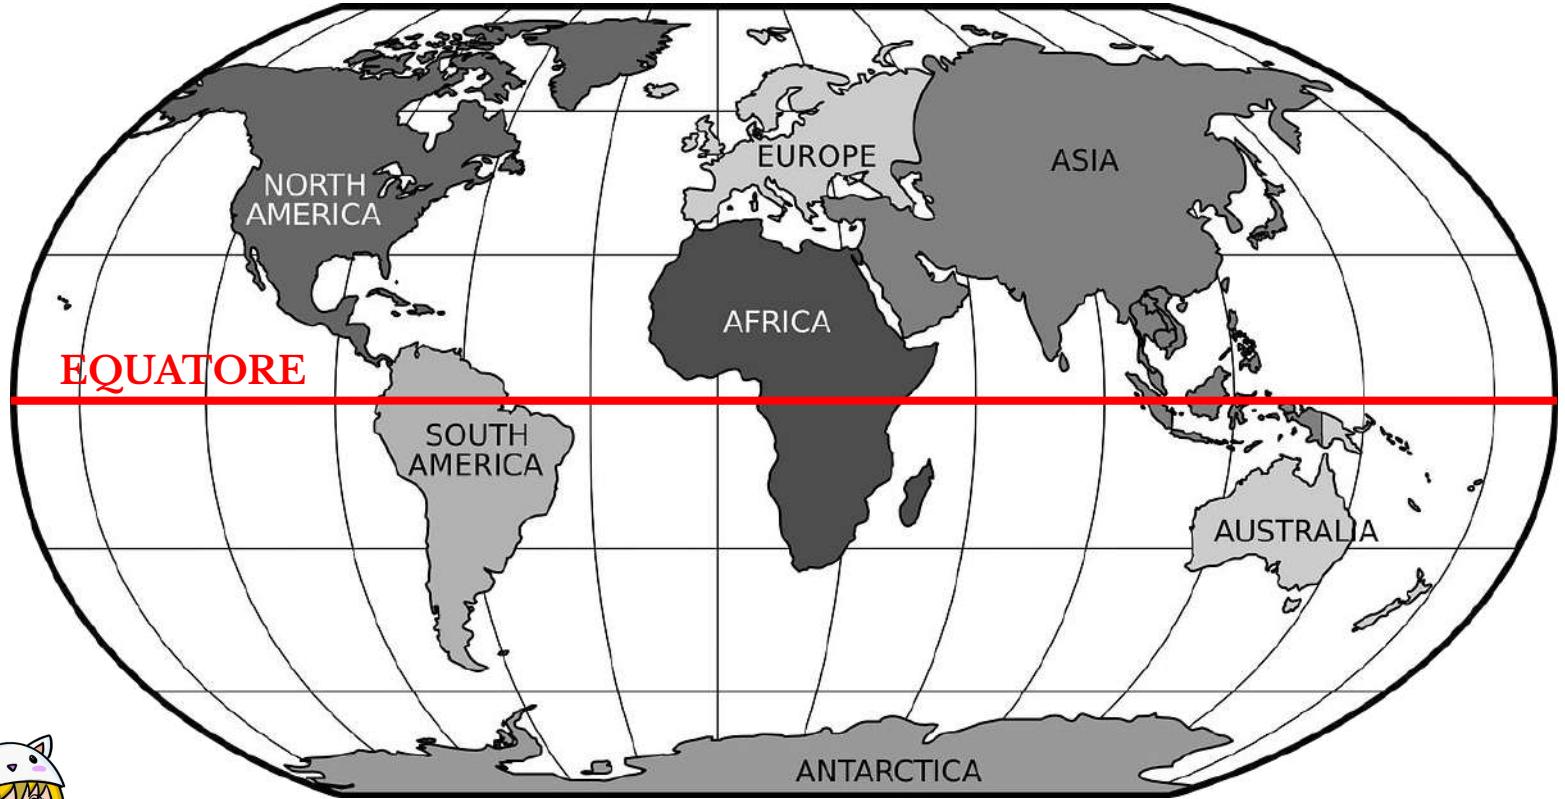 EUROPE
ASIA
NORTH
AMERICA
AFRICA
EQUATORE
SOUTH
AMERICA
AUSTRALIA
ANTARCTICA